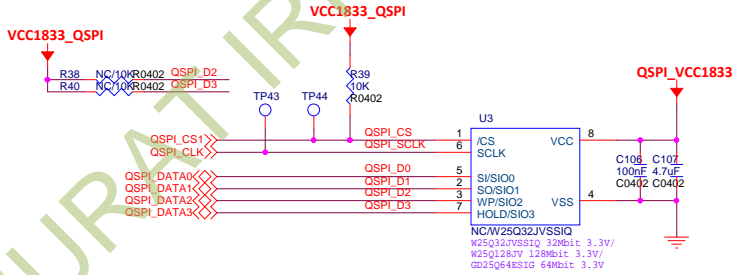 VCC1833_QSPI
VCC1833_QSPI
R38 NC/10K R0402 QSPI_D2
R40 NC/10K R0402 QSPI_D3
R39
10K
R0402
TP43
TP44
QSPI_VCC1833
U3
QSPI_CS1
QSPI_CS
1
/CS
VCC
8
QSPI_CLK
QSPI_SCLK
6
SCLK
QSPI_DATA0
QSPI_D0
5
SI/SIO0
QSPI_DATA1
QSPI_D1
2
SO/SIO1
QSPI_DATA2
QSPI_D2
3
WP/SIO2
VSS
4
QSPI_DATA3
QSPI_D3
7
HOLD/SIO3
C106
100nF
C0402
C107
4.7uF
C0402
NC/W25Q32JVSSIQ
W25Q32JVSSIQ 32Mbit 3.3V/
W25Q128JV 128Mbit 3.3V/
GD25Q64ESIG 64Mbit 3.3V